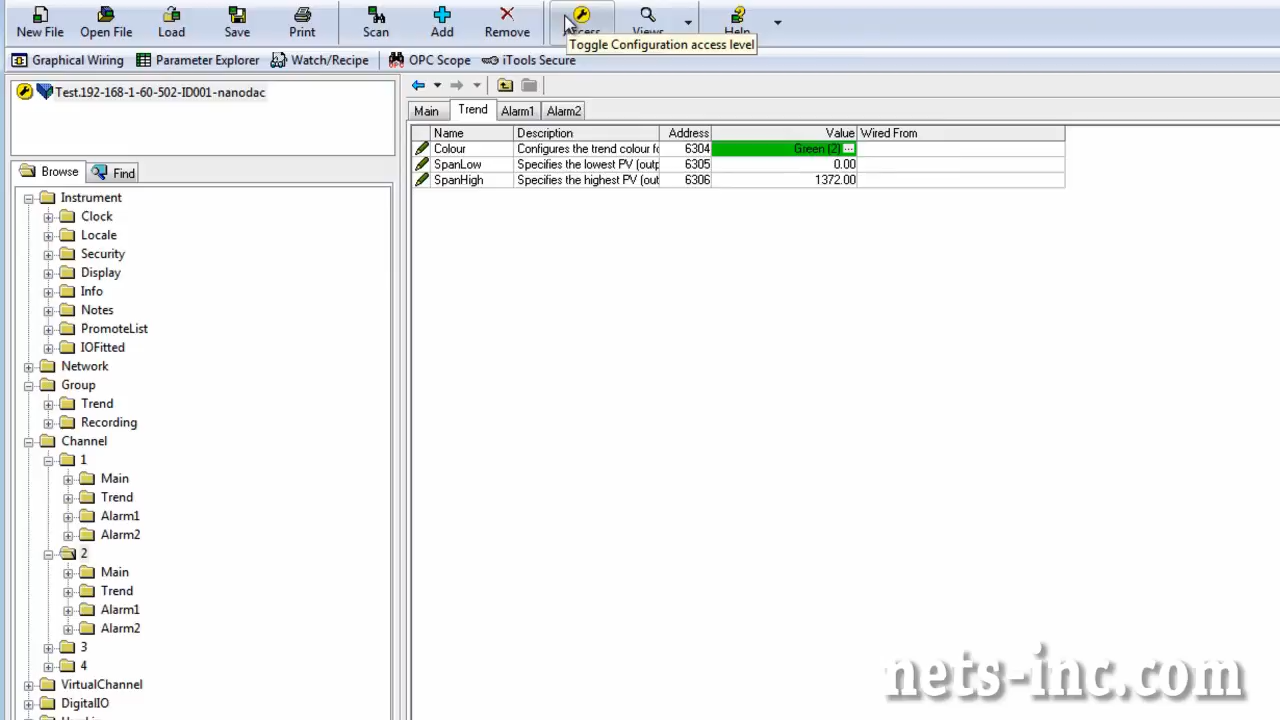 New File Open File Load Save Print Scan Add Remove Access Views Help
Toggle Configuration access level
Graphical Wiring Parameter Explorer Watch/Recipe OPC Scope iTools Secure
Test.192-168-1-60-502-ID001-nanodac
Browse Find
Instrument
Clock
Locale
Security
Display
Info
Notes
PromoteList
IOFitted
Network
Group
Trend
Recording
Channel
1
Main
Trend
Alarm1
Alarm2
2
Main
Trend
Alarm1
Alarm2
3
4
VirtualChannel
DigitalIO
Main Trend Alarm1 Alarm2
Name Description Address Value Wired From
Colour Configures the trend colour fo 6304 Green (2) ...
SpanLow Specifies the lowest PV (outp 6305 0.00
SpanHigh Specifies the highest PV (out 6306 1372.00
nets-inc.com